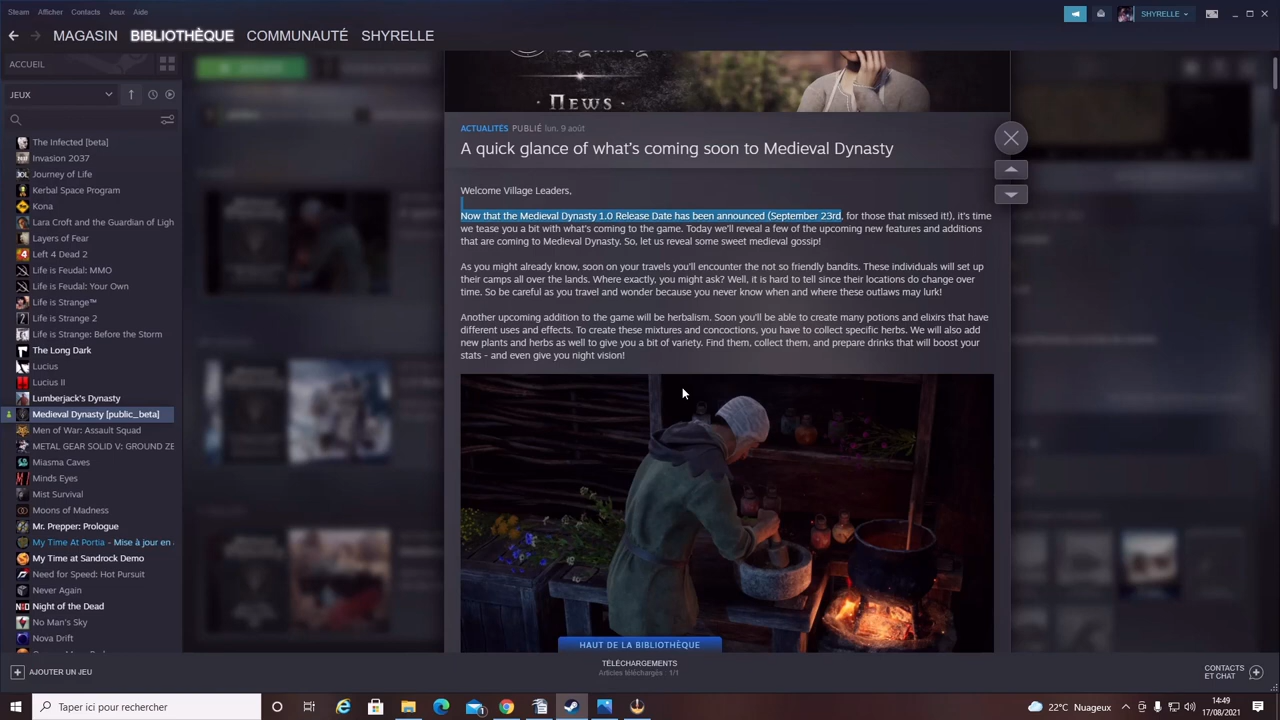 Steam Afficher Contacts Jeux Aide
SHYRELLE
MAGASIN BIBLIOTHÈQUE COMMUNAUTÉ SHYRELLE
ACCUEIL
JEUX
The Infected [beta]
Invasion 2037
Journey of Life
Kerbal Space Program
Kona
Lara Croft and the Guardian of Ligh
Layers of Fear
Left 4 Dead 2
Life is Feudal: MMO
Life is Feudal: Your Own
Life is Strange™
Life is Strange 2
Life is Strange: Before the Storm
The Long Dark
Lucius
Lucius II
Lumberjack's Dynasty
Medieval Dynasty [public_beta]
Men of War: Assault Squad
METAL GEAR SOLID V: GROUND ZE
Miasma Caves
Minds Eyes
Mist Survival
Moons of Madness
Mr. Prepper: Prologue
My Time At Portia - Mise à jour en
My Time at Sandrock Demo
Need for Speed: Hot Pursuit
Never Again
Night of the Dead
No Man's Sky
Nova Drift
AJOUTER UN JEU
· NEWS ·
ACTUALITÉS PUBLIÉ lun. 9 août
A quick glance of what's coming soon to Medieval Dynasty
Welcome Village Leaders,
Now that the Medieval Dynasty 1.0 Release Date has been announced (September 23rd, for those that missed it!), it's time
we tease you a bit with what's coming to the game. Today we'll reveal a few of the upcoming new features and additions
that are coming to Medieval Dynasty. So, let us reveal some sweet medieval gossip!
As you might already know, soon on your travels you'll encounter the not so friendly bandits. These individuals will set up
their camps all over the lands. Where exactly, you might ask? Well, it is hard to tell since their locations do change over
time. So be careful as you travel and wonder because you never know when and where these outlaws may lurk!
Another upcoming addition to the game will be herbalism. Soon you'll be able to create many potions and elixirs that have
different uses and effects. To create these mixtures and concoctions, you have to collect specific herbs. We will also add
new plants and herbs as well to give you a bit of variety. Find them, collect them, and prepare drinks that will boost your
stats - and even give you night vision!
HAUT DE LA BIBLIOTHÈQUE
TÉLÉCHARGEMENTS
Articles téléchargés 1/1
CONTACTS
ET CHAT
Taper ici pour rechercher
22°C Nuageux
14:49
17/08/2021